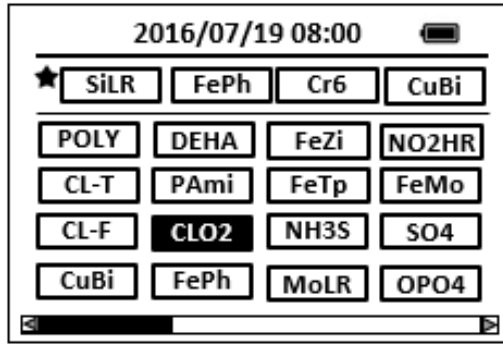 2016/07/19 08:00
SiLR FePh Cr6 CuBi
POLY DEHA FeZi NO2HR
CL-T PAmi FeTp FeMo
CL-F CLO2 NH3S SO4
CuBi FePh MoLR OPO4